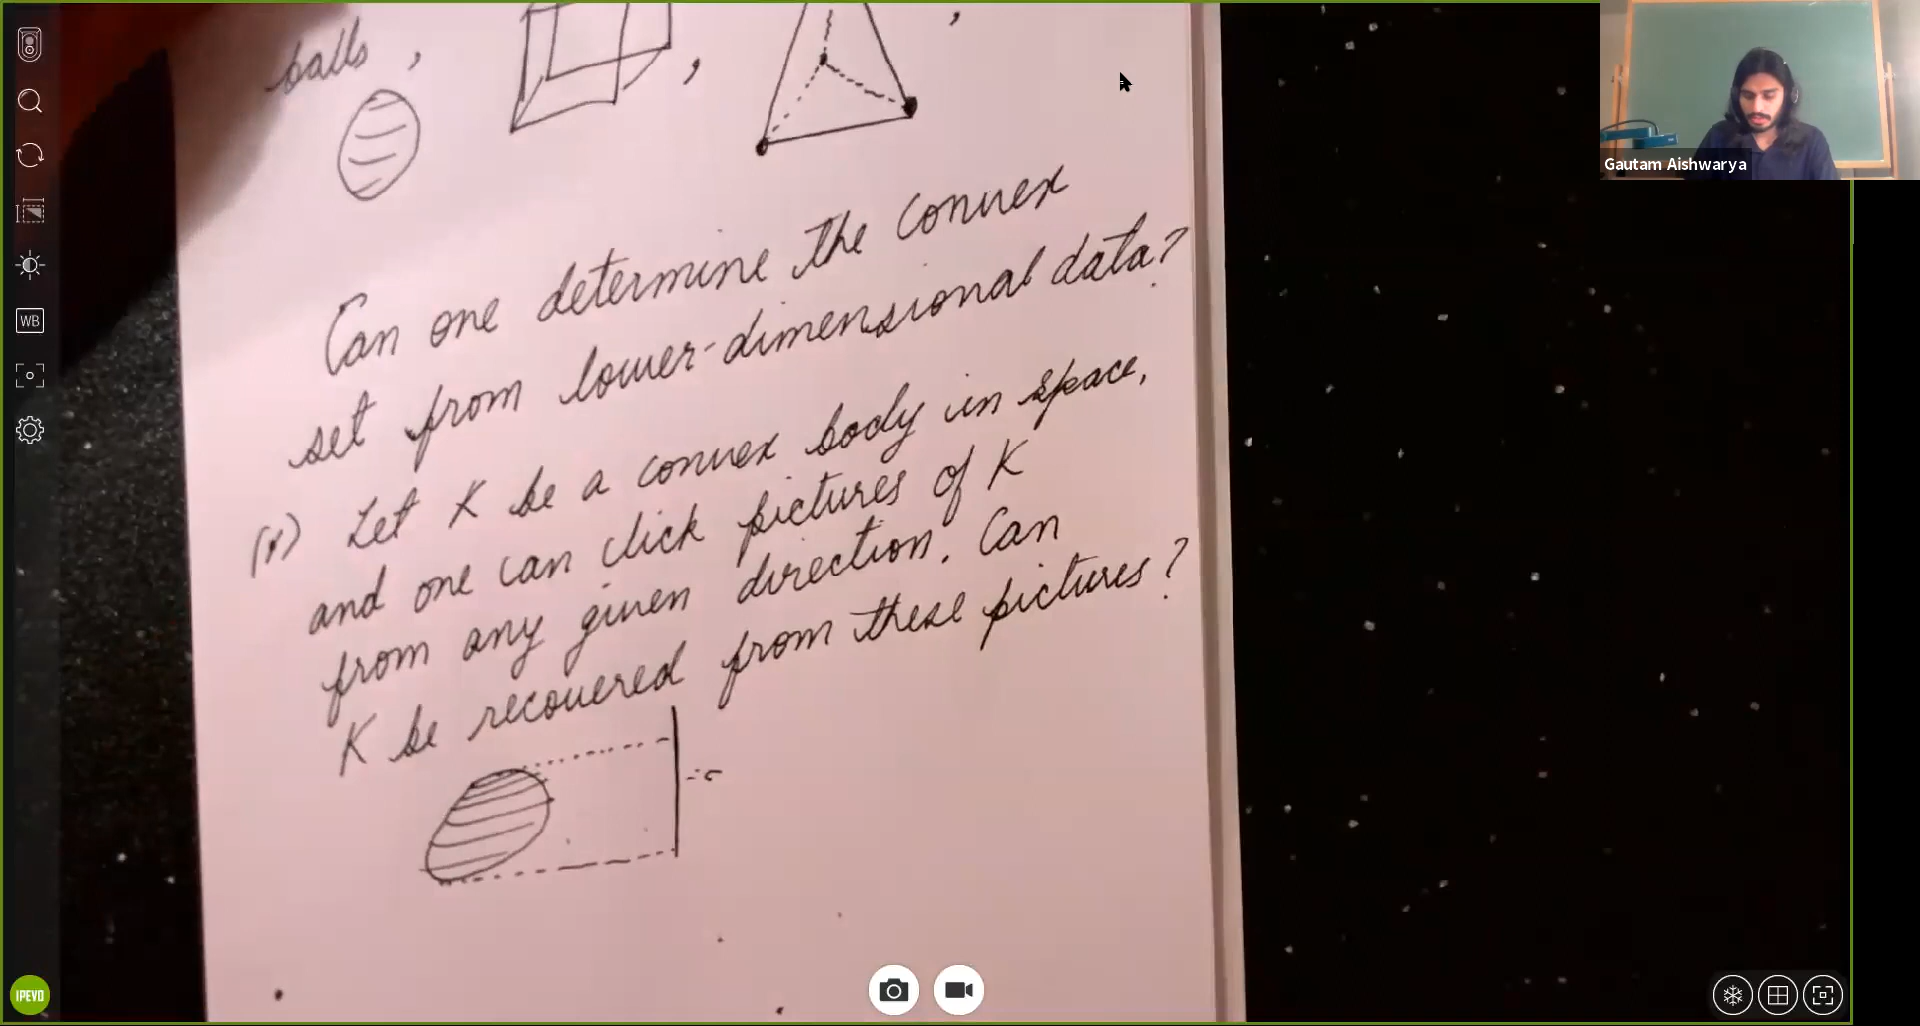 balls ,
, ,
Can one determine the convex
set from lower-dimensional data?
(1) Let K be a convex body in space,
and one can click pictures of K
from any given direction. Can
K be recovered from these pictures?
Gautam Aishwarya
WB
IPEVO